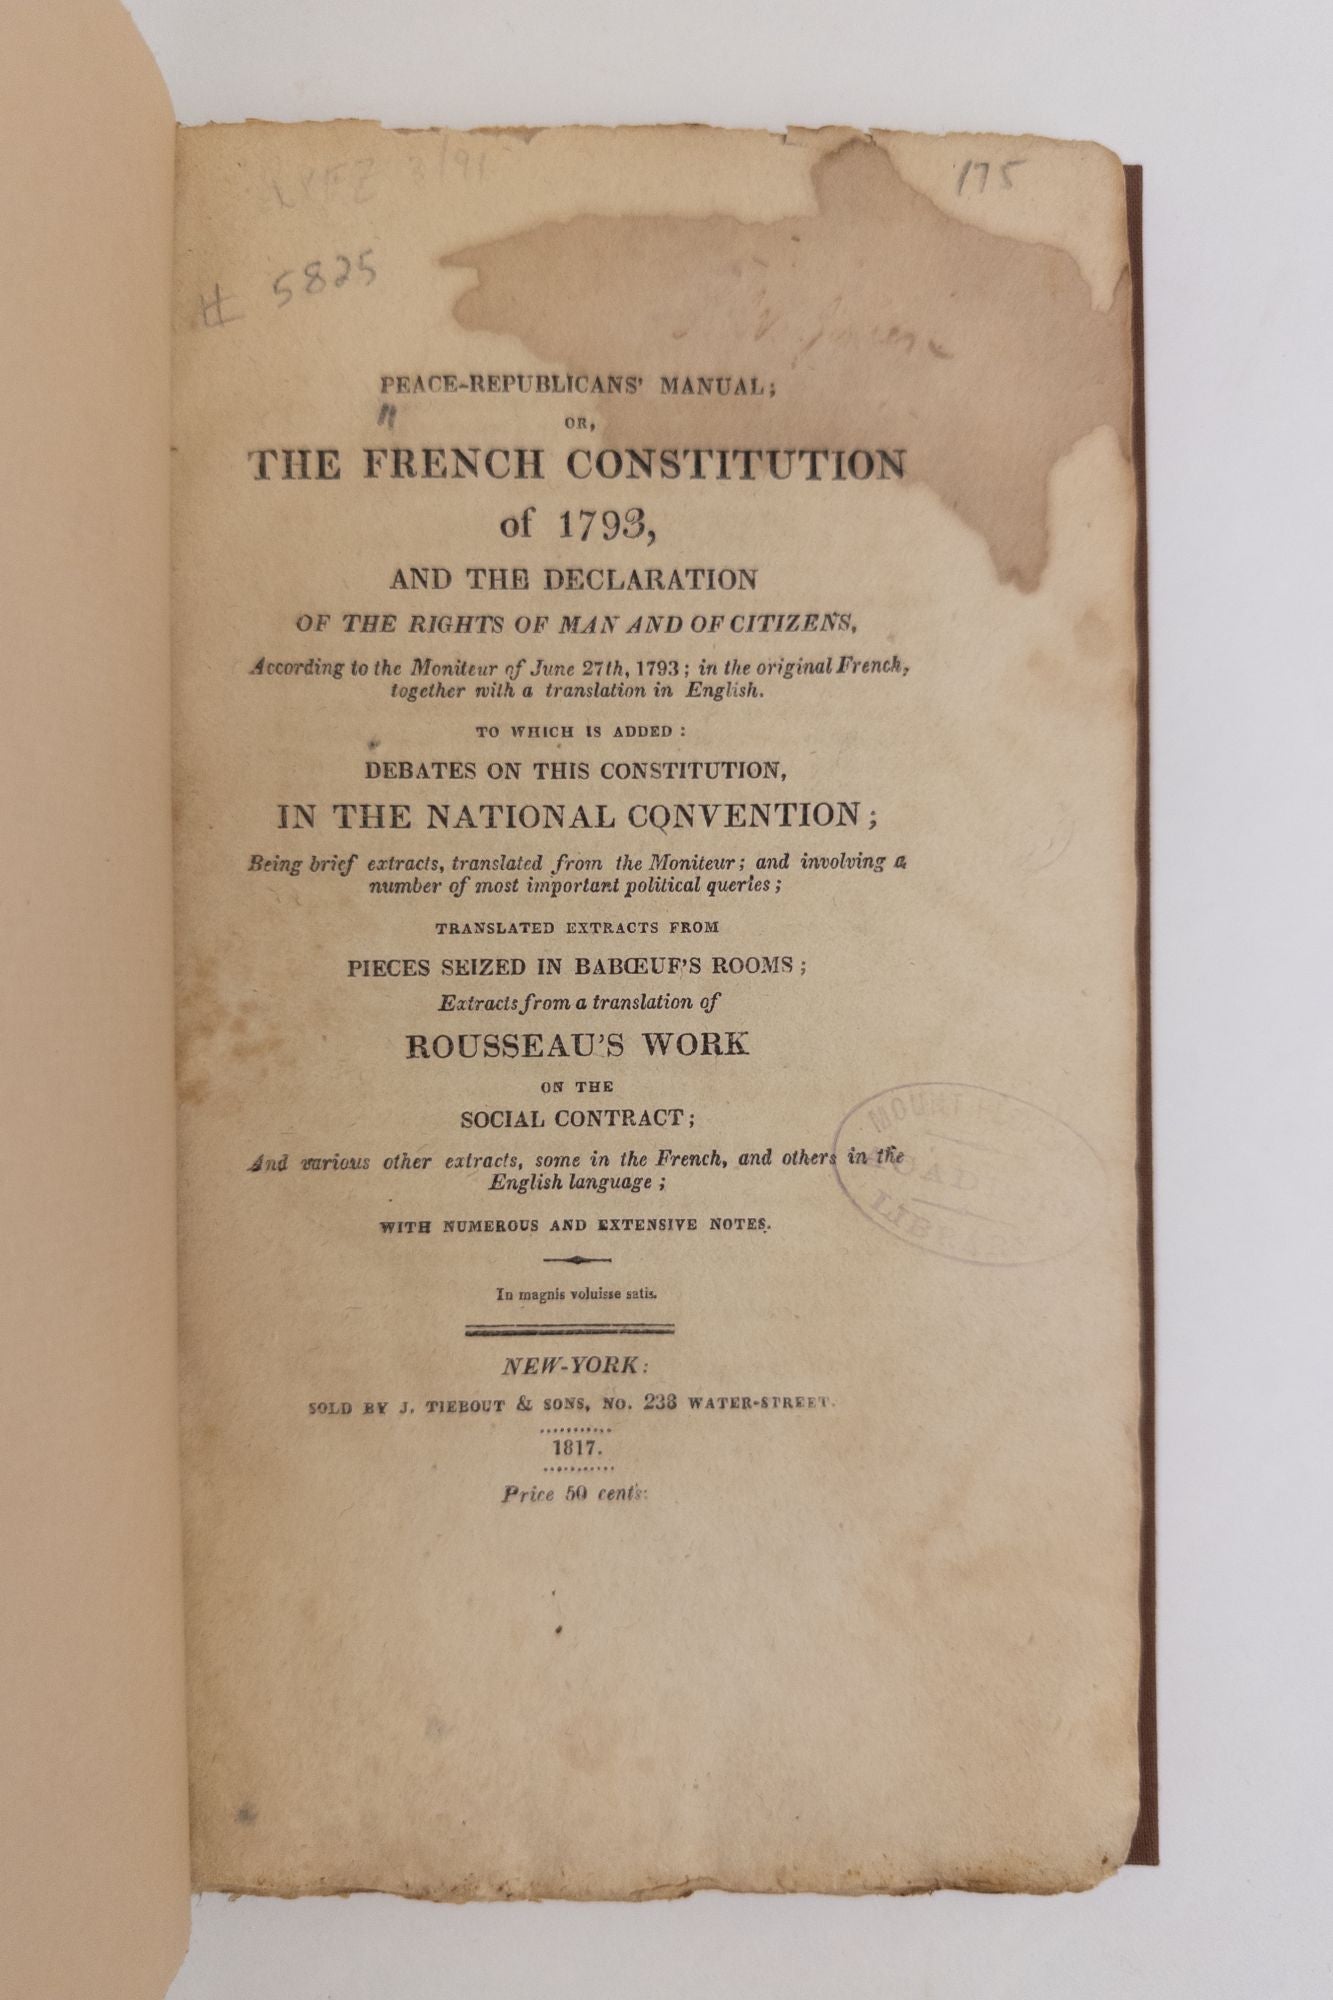 175
# 5825
PEACE-REPUBLICANS' MANUAL;
OR,
THE FRENCH CONSTITUTION
of 1793,
AND THE DECLARATION
OF THE RIGHTS OF MAN AND OF CITIZENS,
According to the Moniteur of June 27th, 1793; in the original French,
together with a translation in English.
TO WHICH IS ADDED:
DEBATES ON THIS CONSTITUTION,
IN THE NATIONAL CONVENTION;
Being brief extracts, translated from the Moniteur; and involving a
number of most important political queries;
TRANSLATED EXTRACTS FROM
PIECES SEIZED IN BABŒUF'S ROOMS;
Extracts from a translation of
ROUSSEAU'S WORK
ON THE
SOCIAL CONTRACT;
And various other extracts, some in the French, and others in the
English language;
WITH NUMEROUS AND EXTENSIVE NOTES.
In magnis voluisse satis.
NEW-YORK:
SOLD BY J. TIEBOUT & SONS, NO. 238 WATER-STREET.
1817.
Price 50 cents: